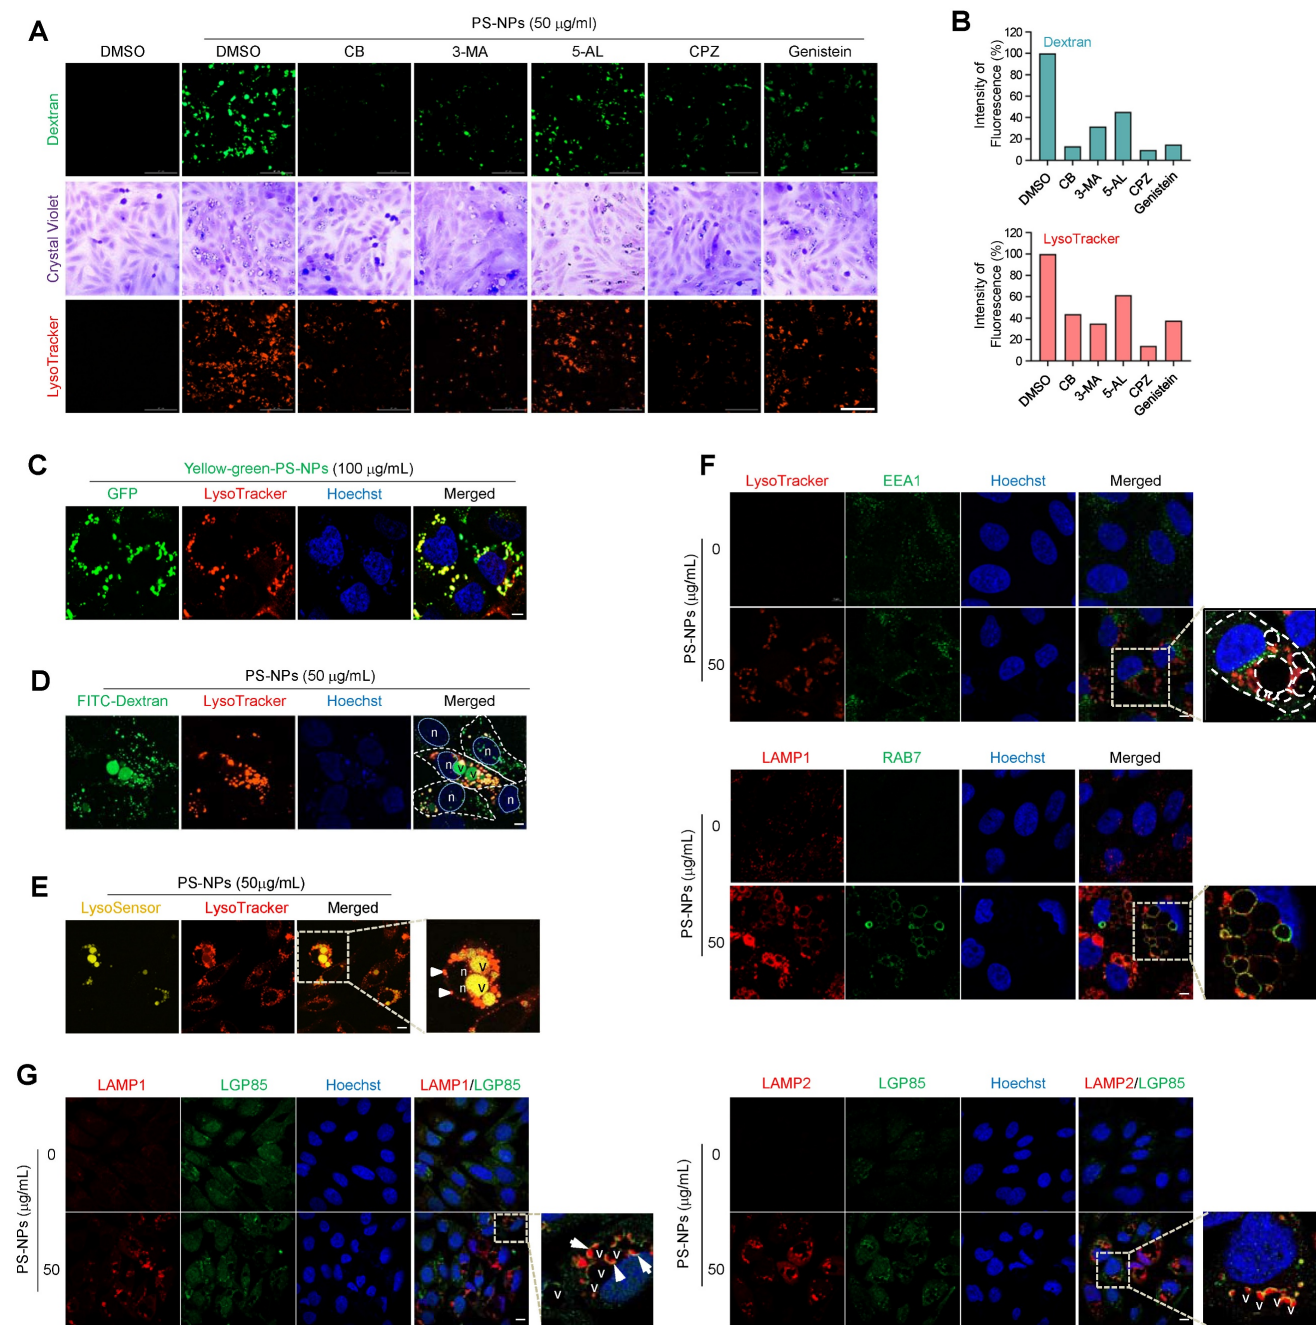 A
PS-NPs (50 µg/ml)
DMSO DMSO CB 3-MA 5-AL CPZ Genistein
Dextran
Crystal Violet
LysoTracker
B
Dextran
Intensity of
Fluorescence (%)
120
100
80
60
40
20
0
DMSO CB 3-MA 5-AL CPZ Genistein
LysoTracker
Intensity of
Fluorescence (%)
120
100
80
60
40
20
0
DMSO CB 3-MA 5-AL CPZ Genistein
C
Yellow-green-PS-NPs (100 µg/mL)
GFP LysoTracker Hoechst Merged
D
PS-NPs (50 µg/mL)
FITC-Dextran LysoTracker Hoechst Merged
n
n
n v v
n n
E
PS-NPs (50µg/mL)
LysoSensor LysoTracker Merged
n v
n v
F
LysoTracker EEA1 Hoechst Merged
PS-NPs (µg/mL)
0
50
LAMP1 RAB7 Hoechst Merged
PS-NPs (µg/mL)
0
50
G
LAMP1 LGP85 Hoechst LAMP1/LGP85
PS-NPs (µg/mL)
0
50
v v
v
v
LAMP2 LGP85 Hoechst LAMP2/LGP85
PS-NPs (µg/mL)
0
50
v v v v